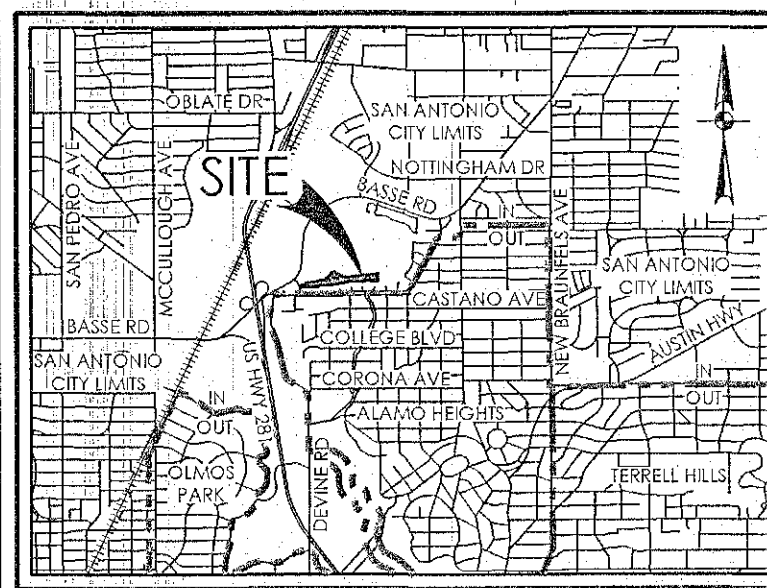 OBLATE DR
SAN ANTONIO
CITY LIMITS
NOTTINGHAM DR
SAN PEDRO AVE
MCCULLOUGH AVE
SITE
BASSE RD
IN
OUT
NEW BRAUNFELS AVE
SAN ANTONIO
CITY LIMITS
CASTANO AVE
AUSTIN HWY
BASSE RD
COLLEGE BLVD
US HWY 281
SAN ANTONIO
CITY LIMITS
CORONA AVE
IN
OUT
IN
OUT
ALAMO HEIGHTS
OLMOS
PARK
DEVINE RD
TERRELL HILLS